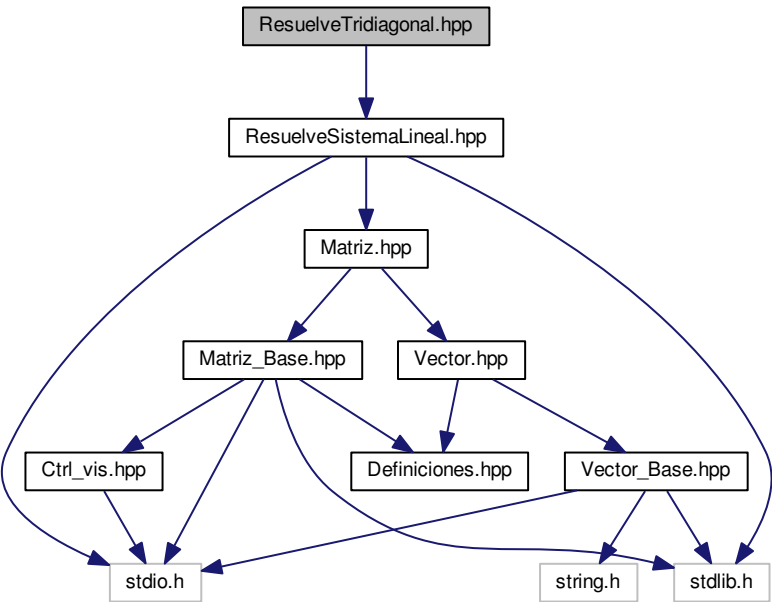 ResuelveTridiagonal.hpp
ResuelveSistemaLineal.hpp
Matriz.hpp
Matriz_Base.hpp
Vector.hpp
Ctrl_vis.hpp
Definiciones.hpp
Vector_Base.hpp
stdio.h
string.h
stdlib.h